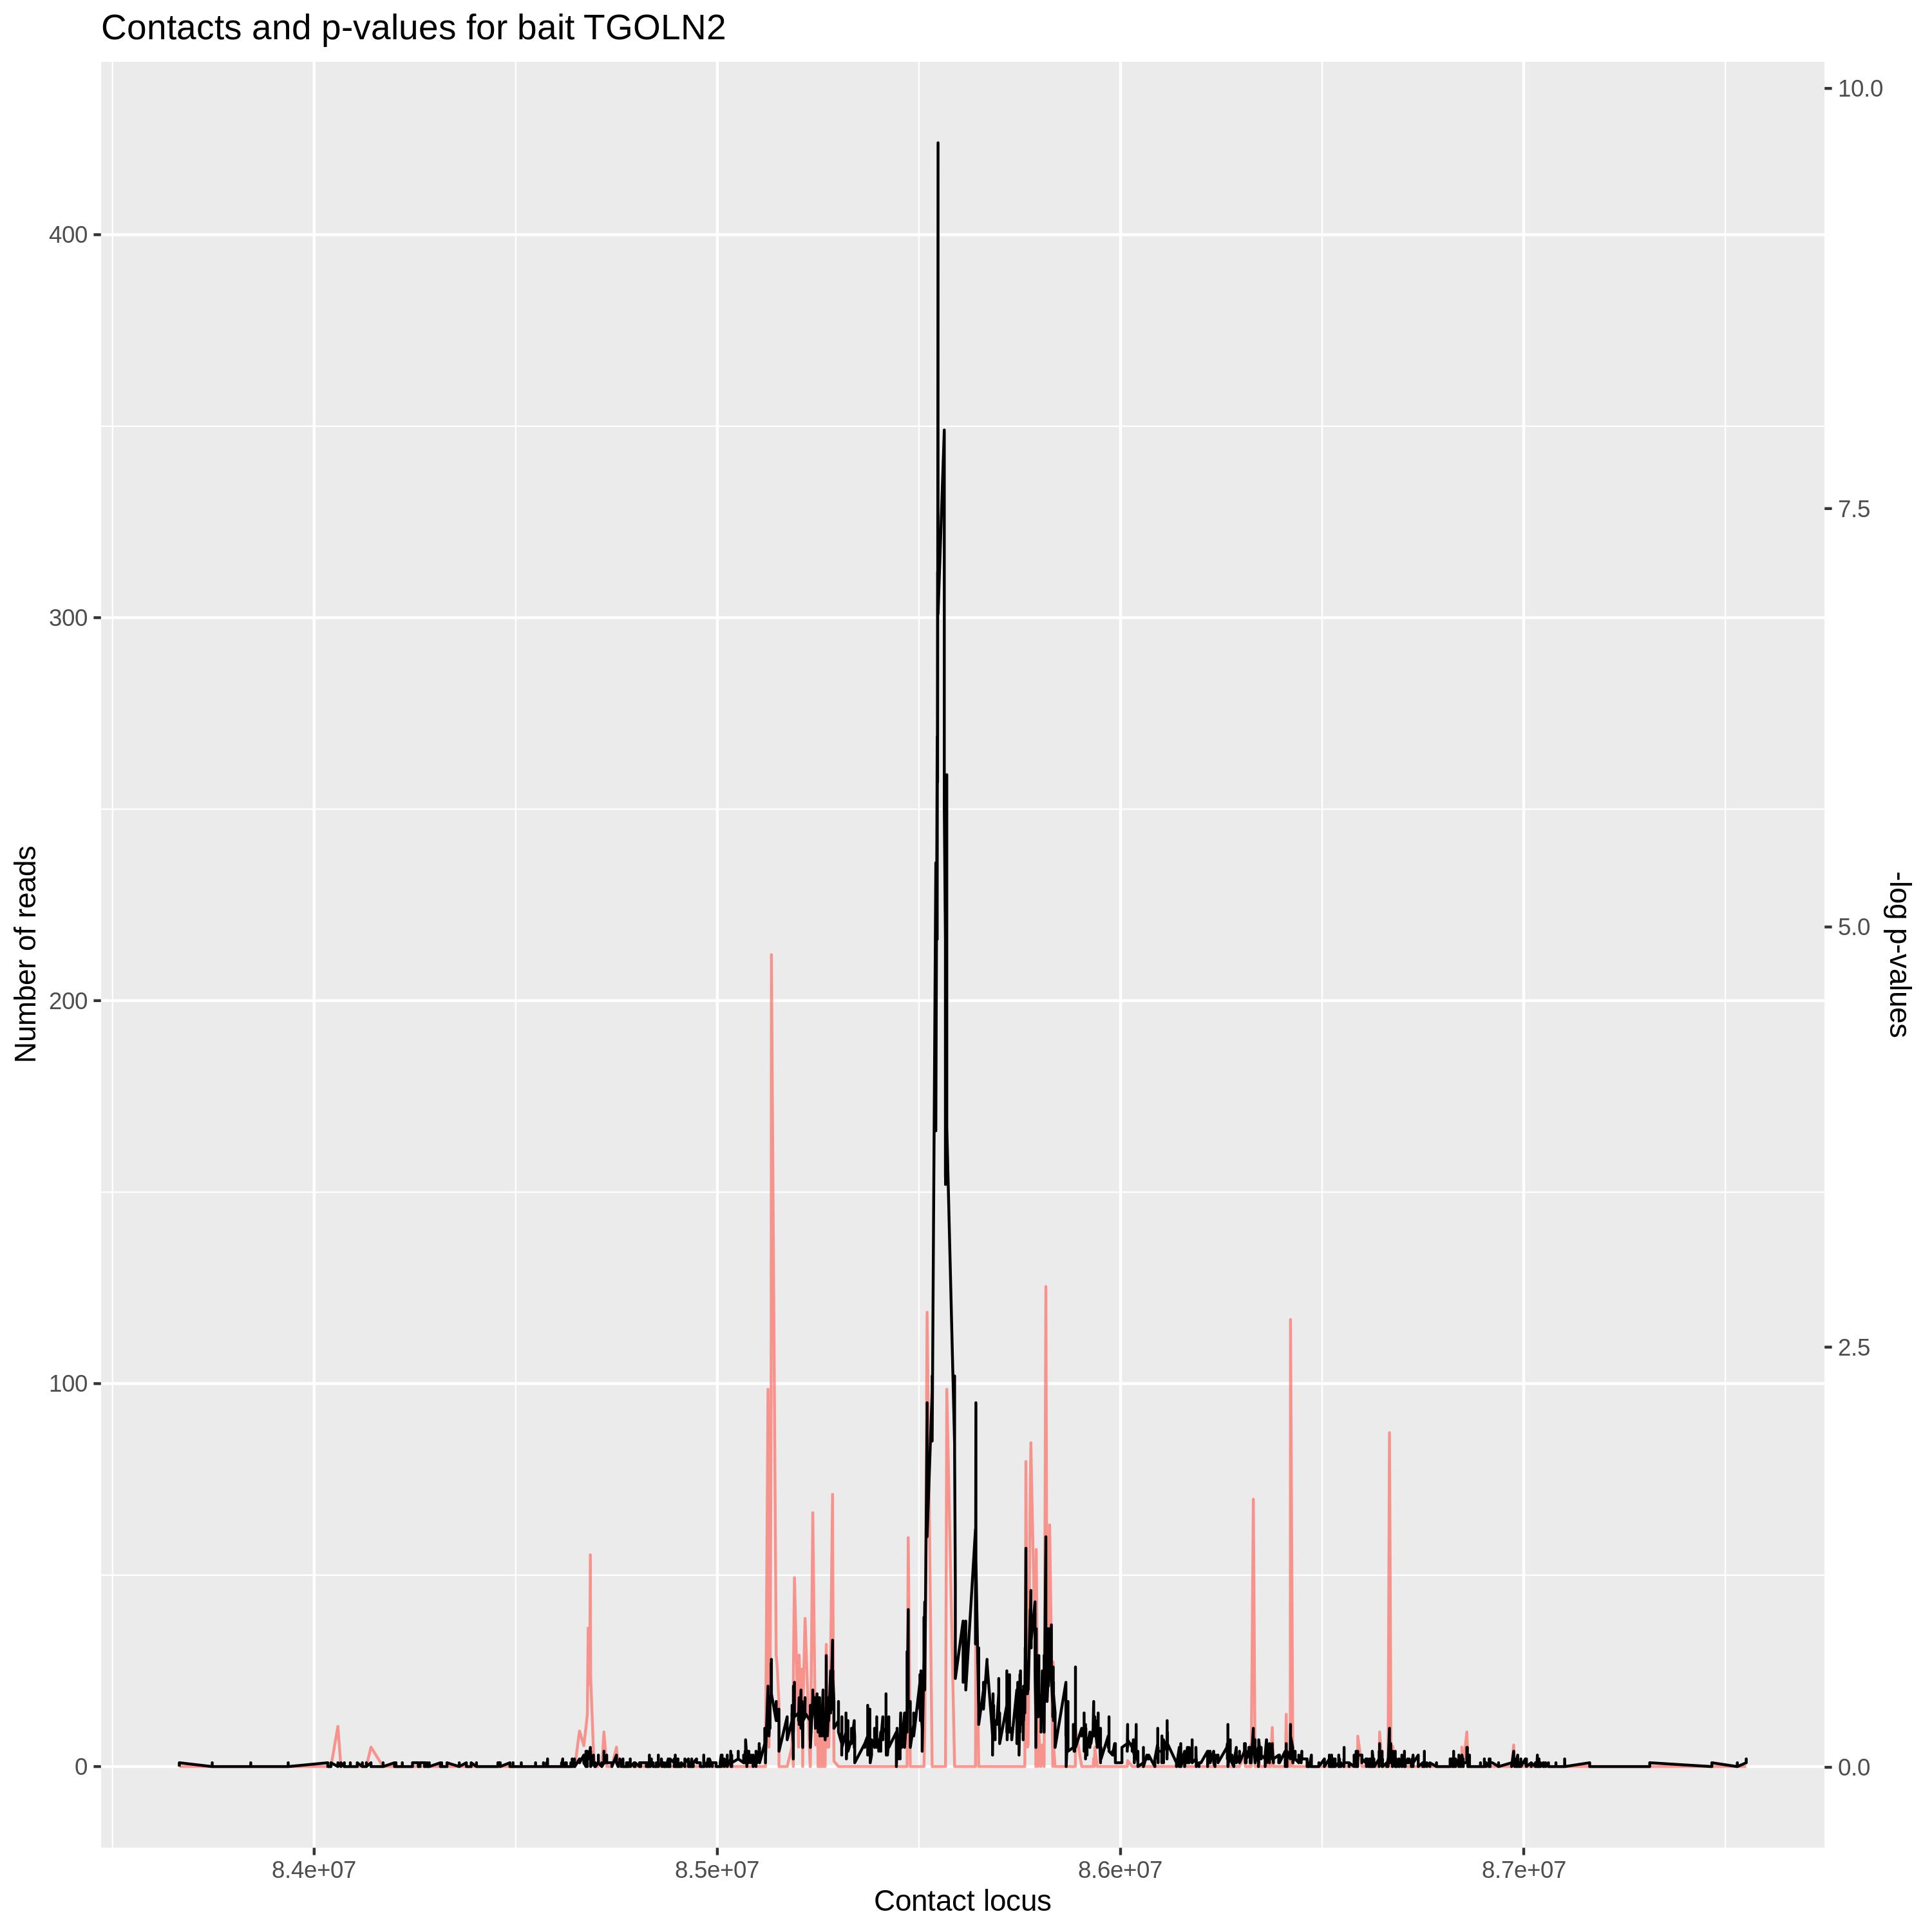 Contacts and p-values for bait TGOLN2
Number of reads
400
300
200
100
0
10.0
7.5
5.0
2.5
0.0
-log p-values
8.4e+07 8.5e+07 8.6e+07 8.7e+07
Contact locus